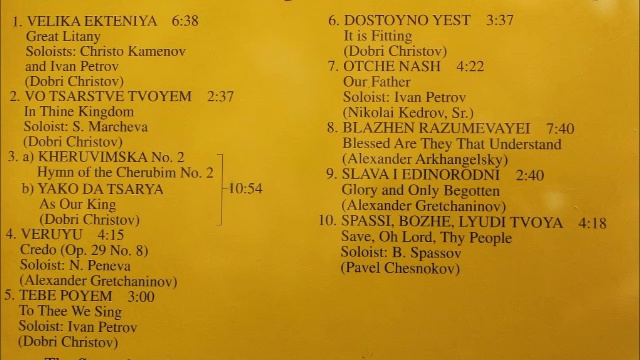 1. VELIKA EKTENIYA 6:38
Great Litany
Soloists: Christo Kamenov
and Ivan Petrov
(Dobri Christov)
2. VO TSARSTVE TVOYEM 2:37
In Thine Kingdom
Soloist: S. Marcheva
(Dobri Christov)
3. a) KHERUVIMSKA No. 2
Hymn of the Cherubim No. 2
b) YAKO DA TSARYA
10:54
As Our King
(Dobri Christov)
4. VERUYU 4:15
Credo (Op. 29 No. 8)
Soloist: N. Peneva
(Alexander Gretchaninov)
5. TEBE POYEM 3:00
To Thee We Sing
Soloist: Ivan Petrov
(Dobri Christov)
6. DOSTOYNO YEST 3:37
It is Fitting
(Dobri Christov)
7. OTCHE NASH 4:22
Our Father
Soloist: Ivan Petrov
(Nikolai Kedrov, Sr.)
8. BLAZHEN RAZUMEVAYEI 7:40
Blessed Are They That Understand
(Alexander Arkhangelsky)
9. SLAVA I EDINORODNI 2:40
Glory and Only Begotten
(Alexander Gretchaninov)
10. SPASSI, BOZHE, LYUDI TVOYA 4:18
Save, Oh Lord, Thy People
Soloist: B. Spassov
(Pavel Chesnokov)